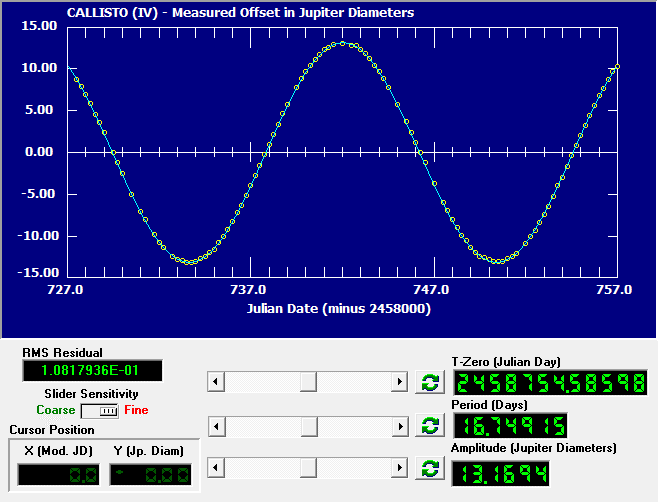 CALLISTO (IV) - Measured Offset in Jupiter Diameters
15.00
10.00
5.00
0.00
-5.00
-10.00
-15.00
727.0 737.0 747.0 757.0
Julian Date (minus 2458000)
RMS Residual
1.0817936E-01
Slider Sensitivity
Coarse Fine
Cursor Position
X (Mod. JD) Y (Jp. Diam)
0.0 - 0.00
T-Zero (Julian Day)
2458754.58598
Period (Days)
16.74915
Amplitude (Jupiter Diameters)
13.1694